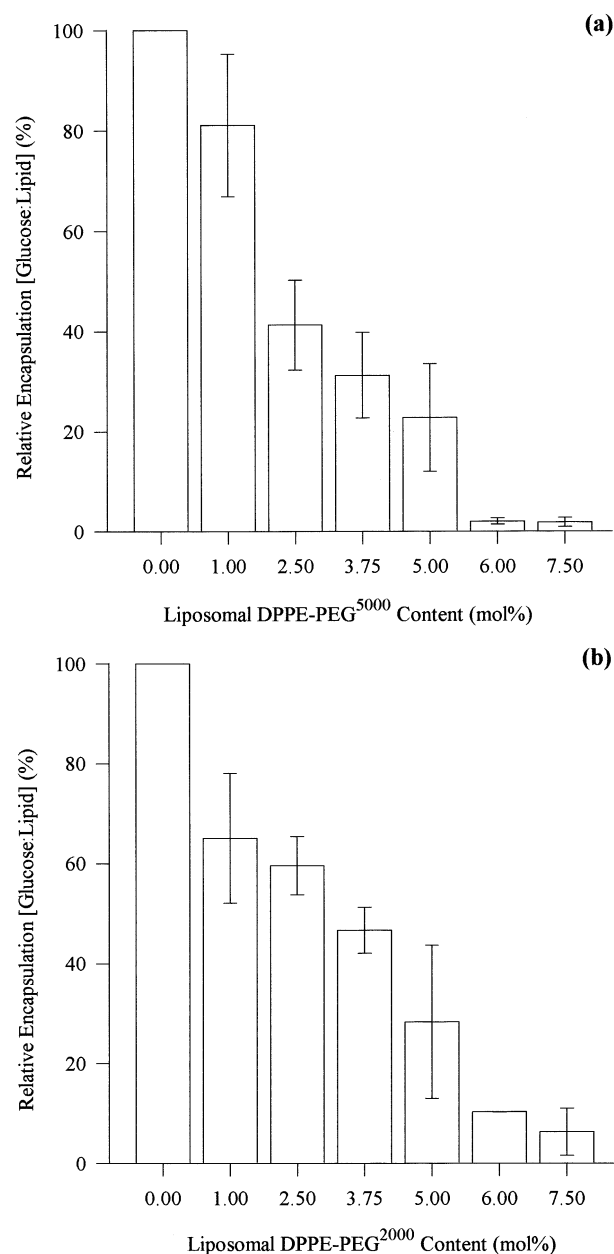 (a)
Relative Encapsulation [Glucose:Lipid] (%)
100
80
60
40
20
0
0.00 1.00 2.50 3.75 5.00 6.00 7.50
Liposomal DPPE-PEG5000 Content (mol%)
(b)
Relative Encapsulation [Glucose:Lipid] (%)
100
80
60
40
20
0
0.00 1.00 2.50 3.75 5.00 6.00 7.50
Liposomal DPPE-PEG2000 Content (mol%)